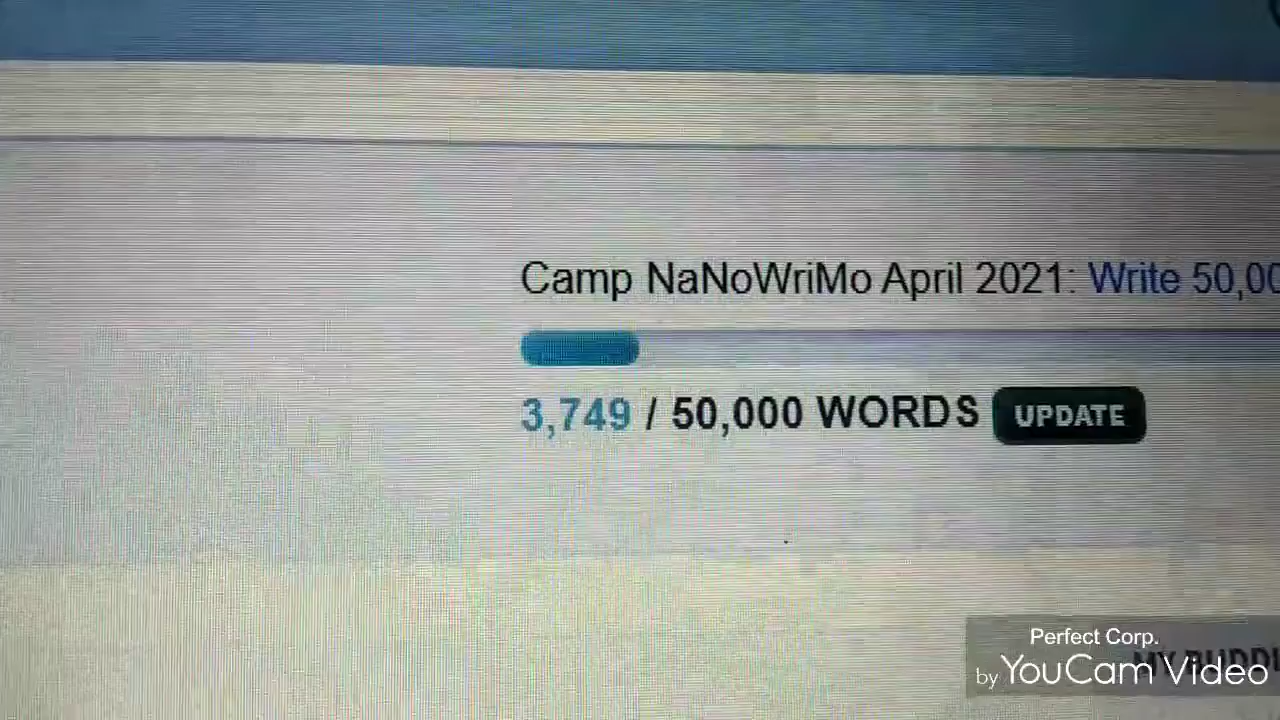 Camp NaNoWriMo April 2021: Write 50,00
3,749 / 50,000 WORDS UPDATE
Perfect Corp.
by YouCam Video